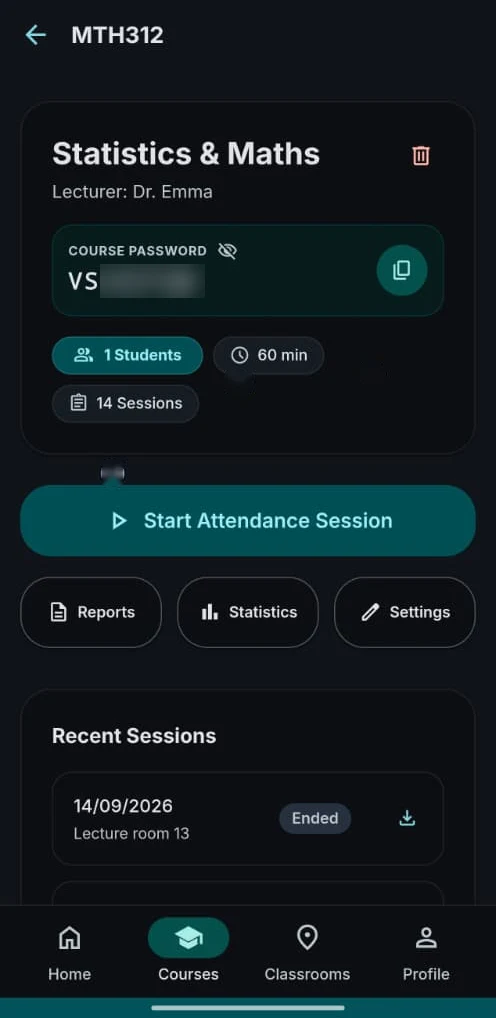 MTH312
Statistics & Maths
Lecturer: Dr. Emma
COURSE PASSWORD
VS
1 Students
60 min
14 Sessions
Start Attendance Session
Reports
Statistics
Settings
Recent Sessions
14/09/2026
Ended
Lecture room 13
Home
Courses
Classrooms
Profile